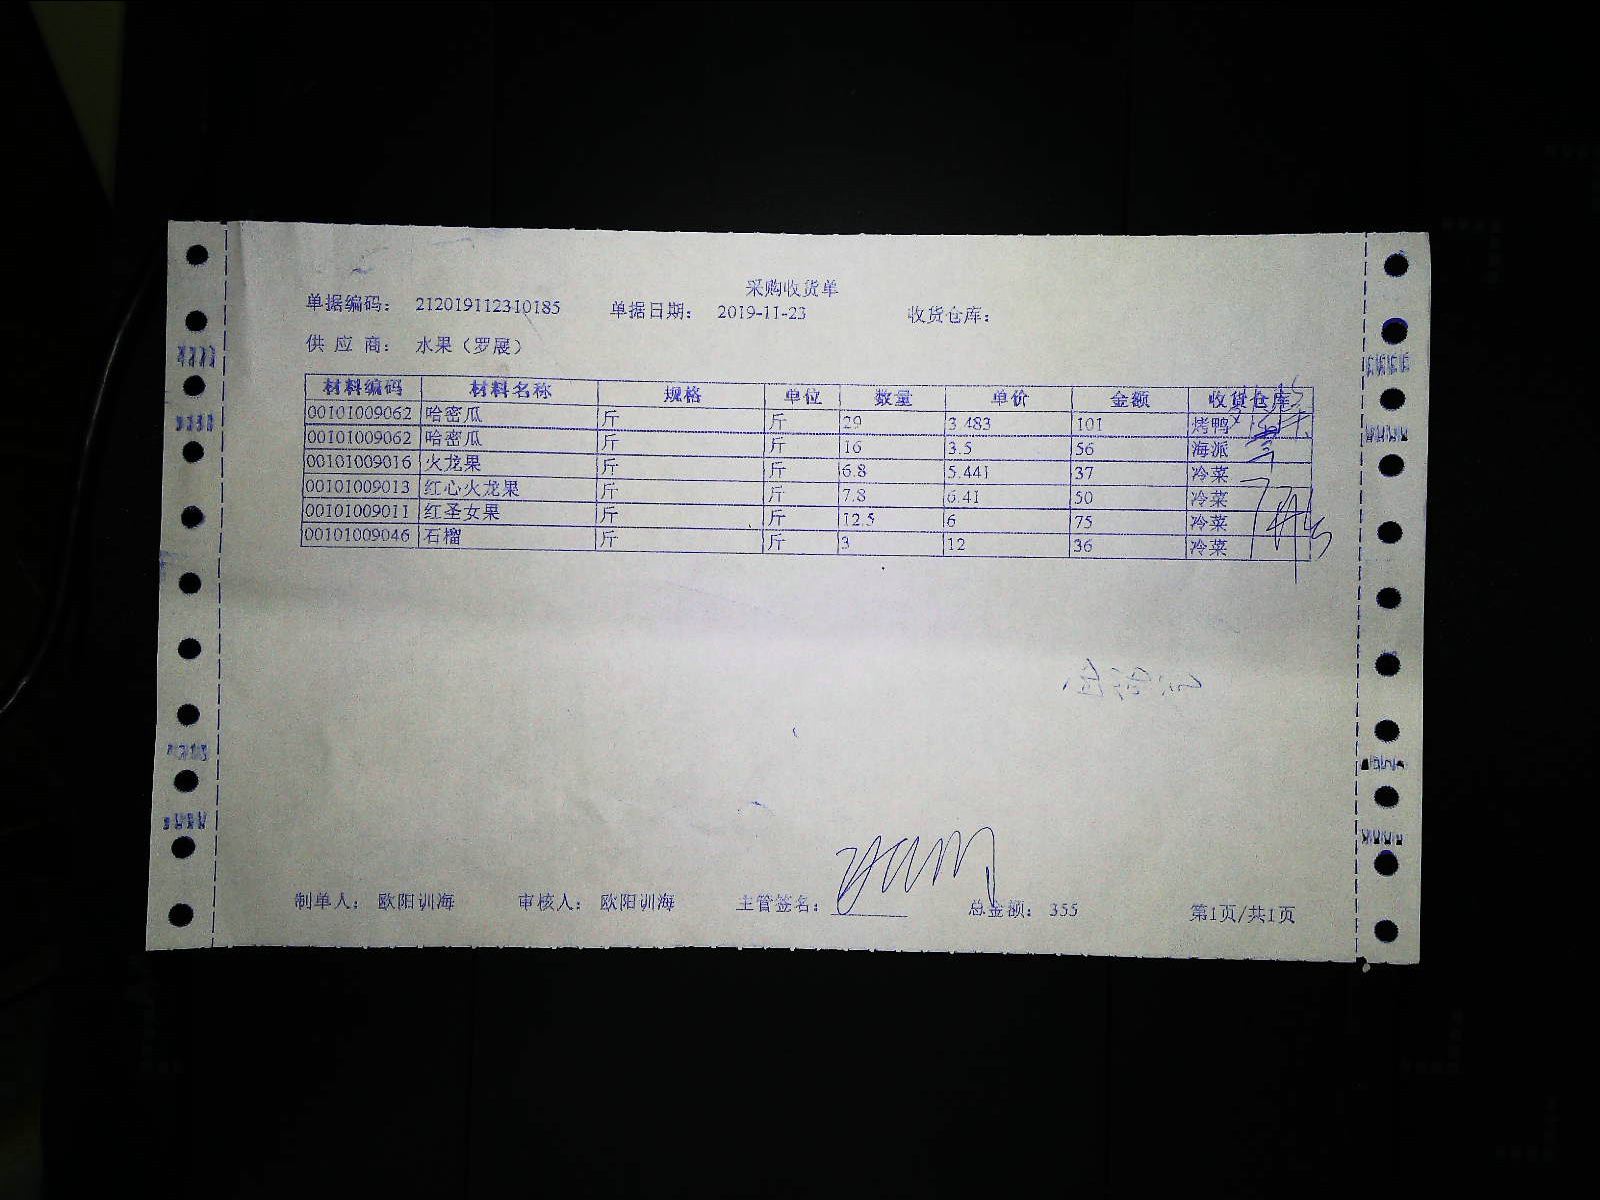 采购收货单
单据编码： 212019112310185 单据日期： 2019-11-23 收货仓库：
供 应 商： 水果（罗展）
材料编码 材料名称 规格 单位 数量 单价 金额 收货仓库
00101009062 哈密瓜 斤 斤 29 3.483 101 烤鸭
00101009062 哈密瓜 斤 斤 16 3.5 56 海派
00101009016 火龙果 斤 斤 6.8 5.441 37 冷菜
00101009013 红心火龙果 斤 斤 7.8 6.41 50 冷菜
00101009011 红圣女果 斤 斤 12.5 6 75 冷菜
00101009046 石榴 斤 斤 3 12 36 冷菜
制单人： 欧阳训海 审核人： 欧阳训海 主管签名： 总金额： 355 第1页/共1页